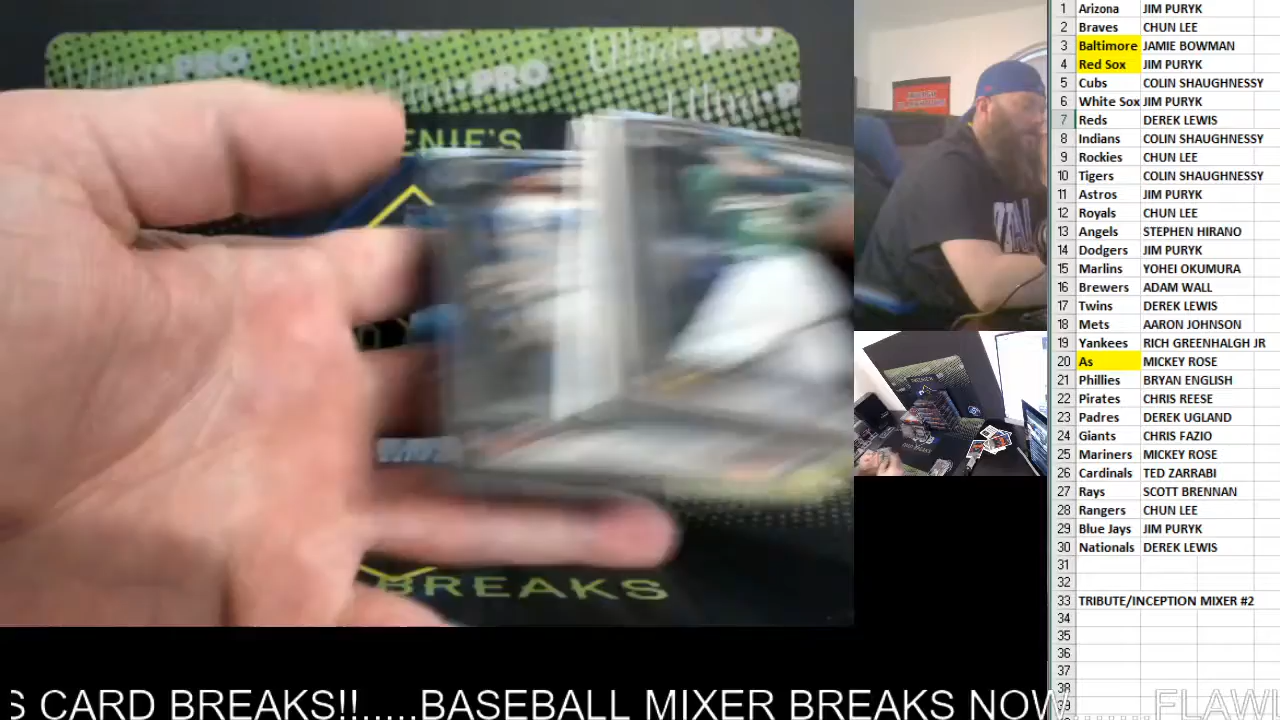 PRO
ENIE'S
BREAKS
1 Arizona JIM PURYK
2 Braves CHUN LEE
3 Baltimore JAMIE BOWMAN
4 Red Sox JIM PURYK
5 Cubs COLIN SHAUGHNESSY
6 White Sox JIM PURYK
7 Reds DEREK LEWIS
8 Indians COLIN SHAUGHNESSY
9 Rockies CHUN LEE
10 Tigers COLIN SHAUGHNESSY
11 Astros JIM PURYK
12 Royals CHUN LEE
13 Angels STEPHEN HIRANO
14 Dodgers JIM PURYK
15 Marlins YOHEI OKUMURA
16 Brewers ADAM WALL
17 Twins DEREK LEWIS
18 Mets AARON JOHNSON
19 Yankees RICH GREENHALGH JR
20 As MICKEY ROSE
21 Phillies BRYAN ENGLISH
22 Pirates CHRIS REESE
23 Padres DEREK UGLAND
24 Giants CHRIS FAZIO
25 Mariners MICKEY ROSE
26 Cardinals TED ZARRABI
27 Rays SCOTT BRENNAN
28 Rangers CHUN LEE
29 Blue Jays JIM PURYK
30 Nationals DEREK LEWIS
31
32
33 TRIBUTE/INCEPTION MIXER #2
34
35
36
37
38
39
S CARD BREAKS!!.....BASEBALL MIXER BREAKS NOW........FLAWI